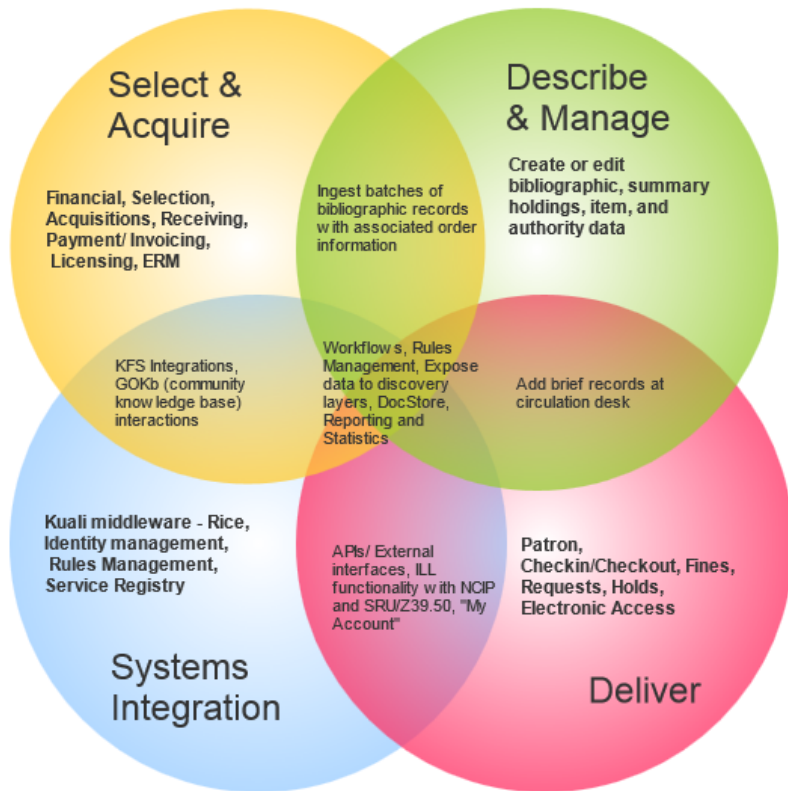 Select &
Acquire
Financial, Selection,
Acquisitions, Receiving,
Payment/ Invoicing,
Licensing, ERM
Ingest batches of
bibliographic records
with associated order
information
Describe
& Manage
Create or edit
bibliographic, summary
holdings, item, and
authority data
KFS Integrations,
GOKb (community
knowledge base)
interactions
Workflows, Rules
Management, Expose
data to discovery
layers, DocStore,
Reporting and
Statistics
Add brief records at
circulation desk
Kuali middleware - Rice,
Identity management,
Rules Management,
Service Registry
Systems
Integration
APIs/ External
interfaces, ILL
functionality with NCIP
and SRU/Z39.50, "My
Account"
Patron,
Checkin/Checkout, Fines,
Requests, Holds,
Electronic Access
Deliver